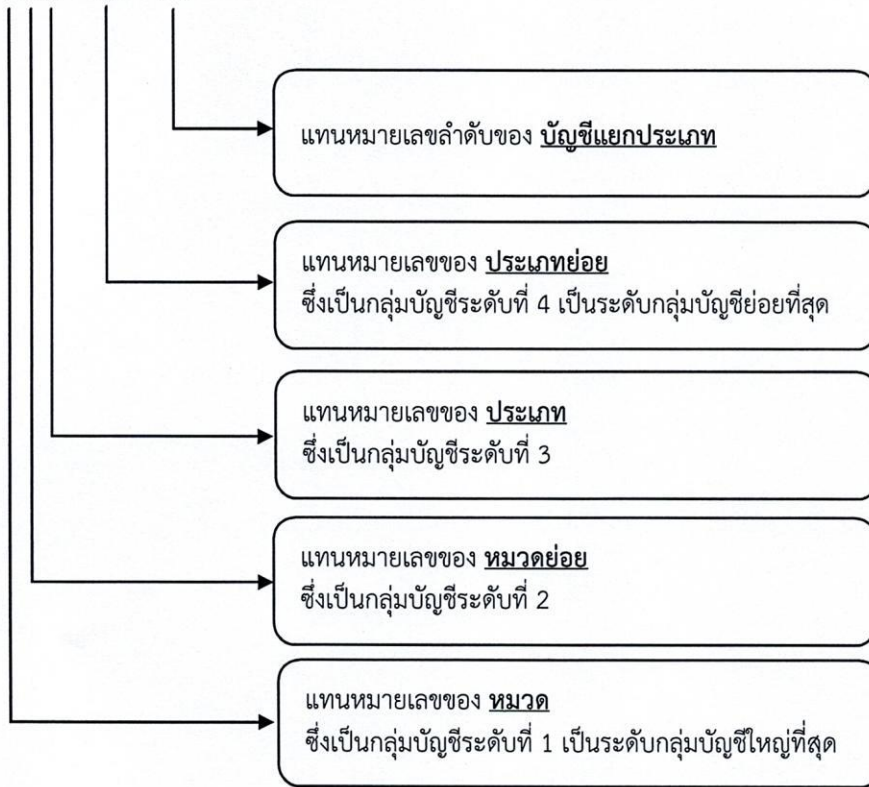 แทนหมายเลขลำดับของ บัญชีแยกประเภท
แทนหมายเลขของ ประเภทย่อย
ซึ่งเป็นกลุ่มบัญชีระดับที่ 4 เป็นระดับกลุ่มบัญชีย่อยที่สุด
แทนหมายเลขของ ประเภท
ซึ่งเป็นกลุ่มบัญชีระดับที่ 3
แทนหมายเลขของ หมวดย่อย
ซึ่งเป็นกลุ่มบัญชีระดับที่ 2
แทนหมายเลขของ หมวด
ซึ่งเป็นกลุ่มบัญชีระดับที่ 1 เป็นระดับกลุ่มบัญชีใหญ่ที่สุด